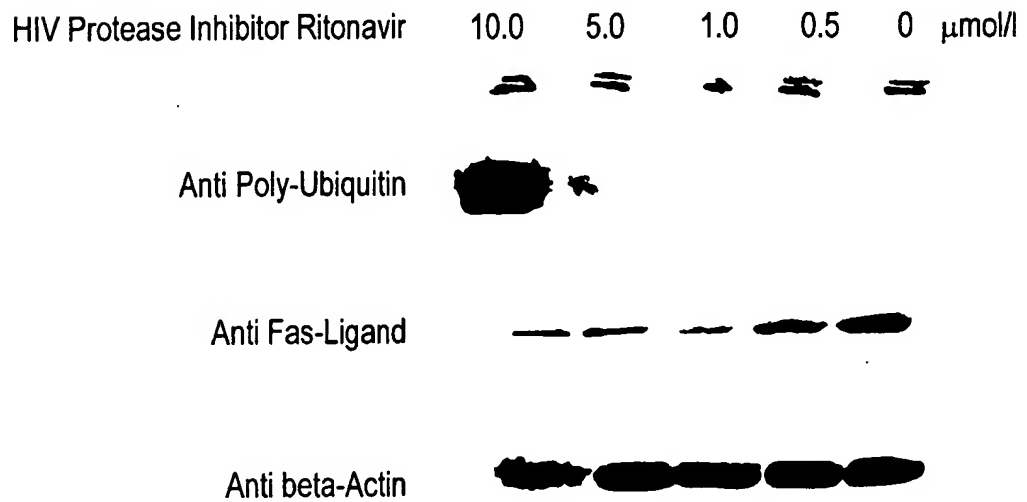 HIV Protease Inhibitor Ritonavir 10.0 5.0 1.0 0.5 0 μmol/l
Anti Poly-Ubiquitin
Anti Fas-Ligand
Anti beta-Actin